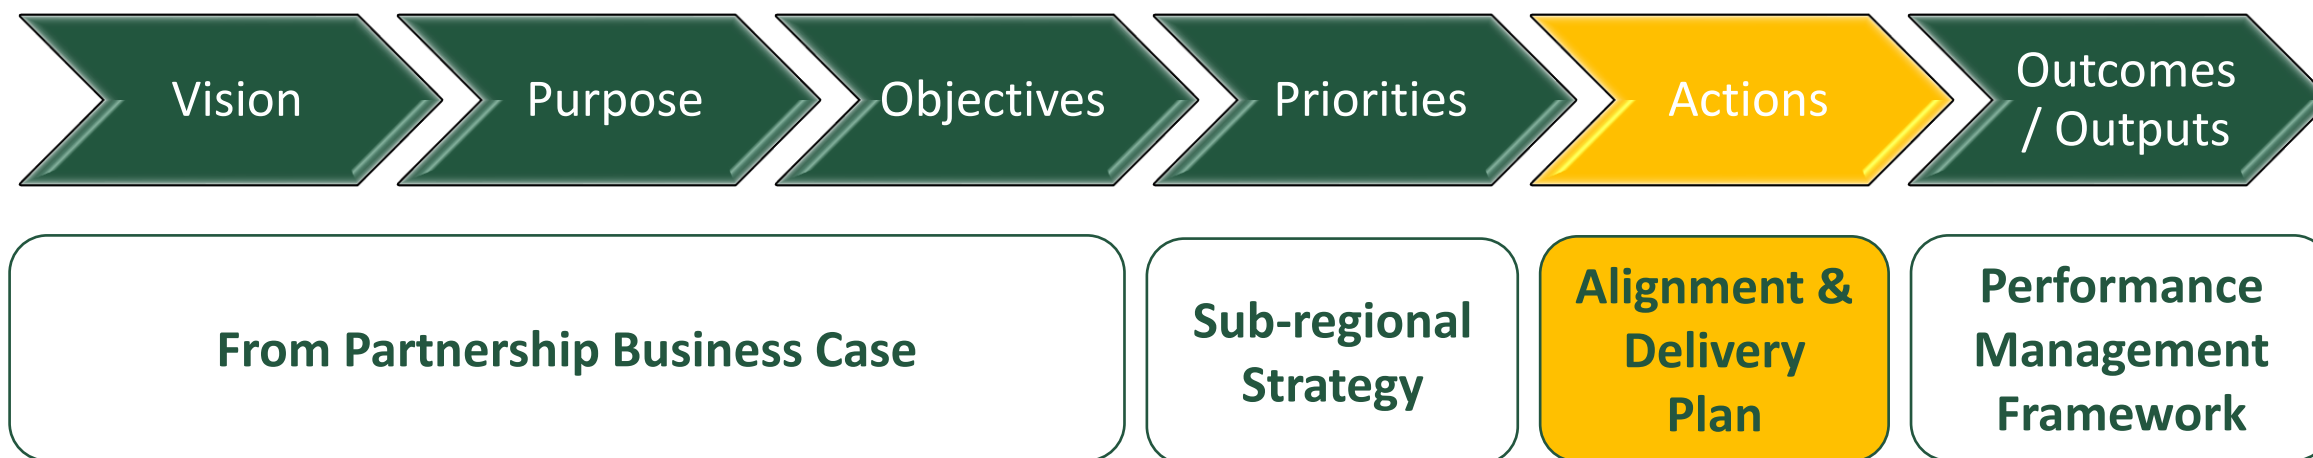 Vision
Purpose
Objectives
Priorities
Actions
Outcomes
/ Outputs
From Partnership Business Case
Sub-regional
Strategy
Alignment &
Delivery
Plan
Performance
Management
Framework